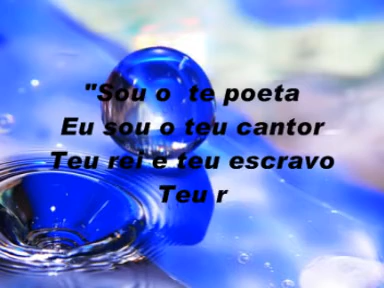 "Sou o te poeta
Eu sou o teu cantor
Teu rei e teu escravo
Teu r